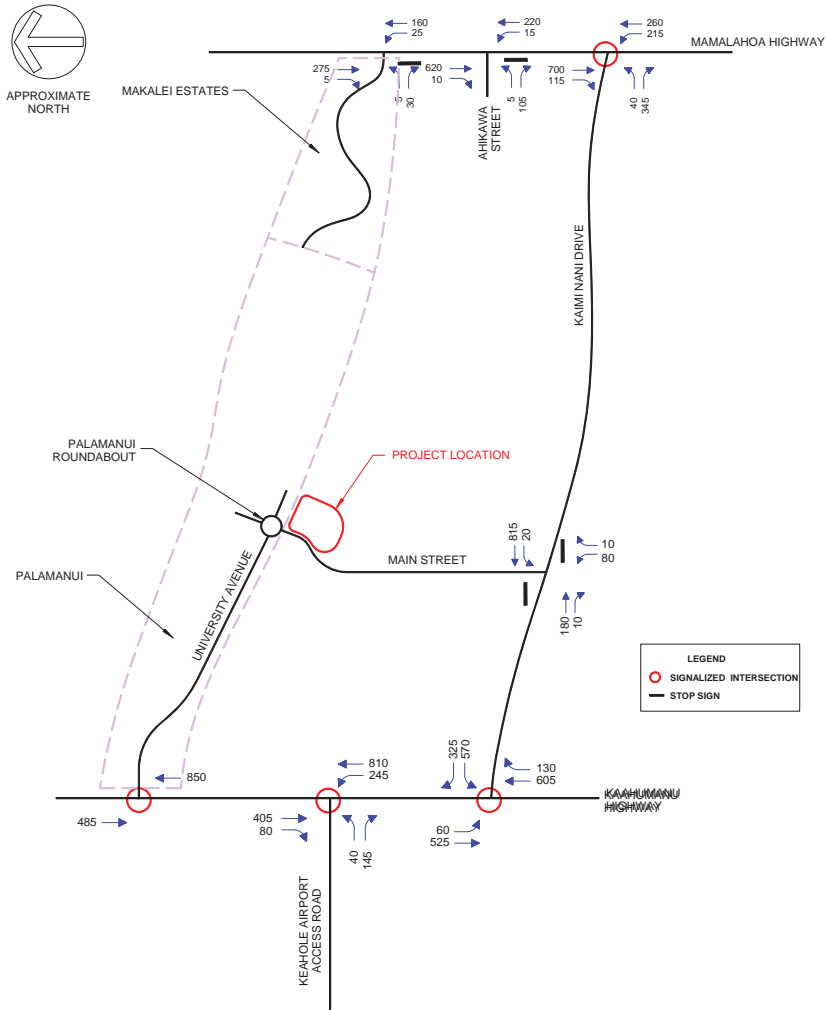 160
25
220
15
260
215
MAMALAHOA HIGHWAY
APPROXIMATE
NORTH
MAKALEI ESTATES
275
5
5
30
620
10
AHIKAWA
STREET
5
105
700
115
40
345
KAIMI NANI DRIVE
PALAMANUI
ROUNDABOUT
PROJECT LOCATION
PALAMANUI
UNIVERSITY AVENUE
MAIN STREET
815
20
10
80
180
10
LEGEND
SIGNALIZED INTERSECTION
STOP SIGN
850
485
810
245
405
80
40
145
KEAHOLE AIRPORT
ACCESS ROAD
325
570
130
605
60
525
KAAHUMANU
HIGHWAY
KAAHUMANU
HIGHWAY